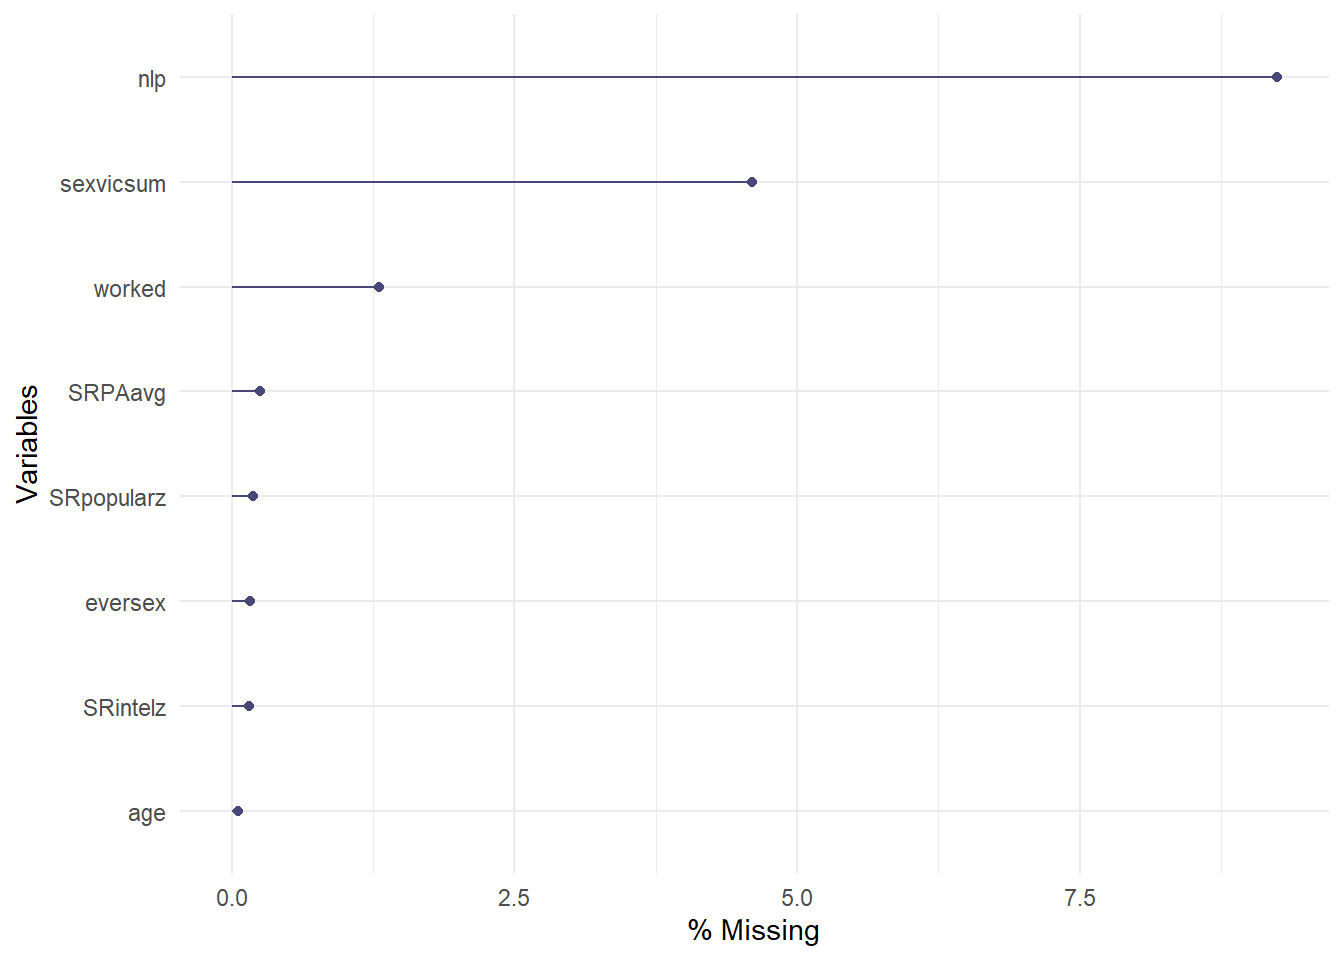 nlp
sexvicsum
worked
SRPAavg
SRpopularz
eversex
SRintelz
age
Variables
0.0 2.5 5.0 7.5
% Missing